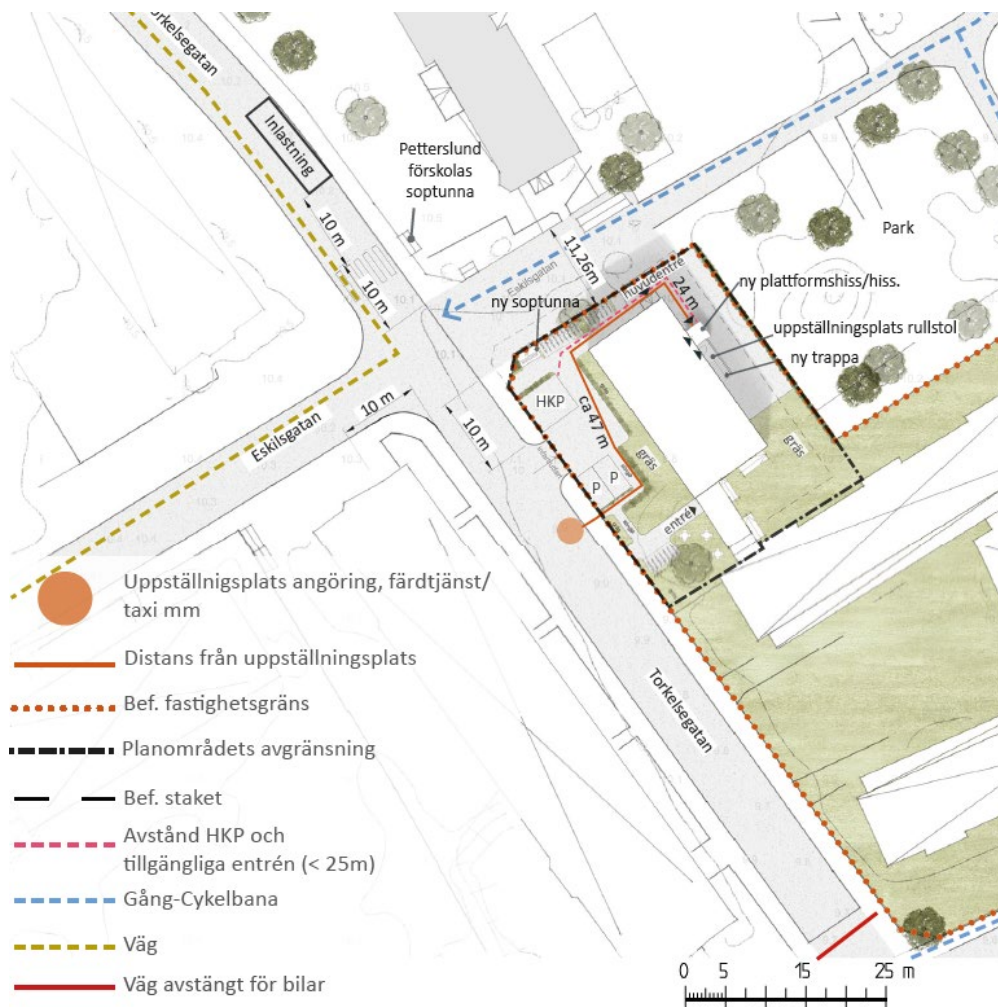 Torkelsegatan
Inlastning
Petterslund
förskolas
soptunna
10 m
10 m
11,26m
Eskilsgatan
huvudentré
24 m
Park
ny plattformshiss/hiss.
ny soptunna
uppställningsplats rullstol
ny trappa
HKP
ca 47 m
10 m
10 m
Eskilsgatan
gräs
gräs
P
P
entré
Torkelsegatan
Uppställnigsplats angöring, färdtjänst/
taxi mm
Distans från uppställningsplats
Bef. fastighetsgräns
Planområdets avgränsning
Bef. staket
Avstånd HKP och
tillgängliga entrén (< 25m)
Gång-Cykelbana
Väg
Väg avstängt för bilar
0 5 15 25 m